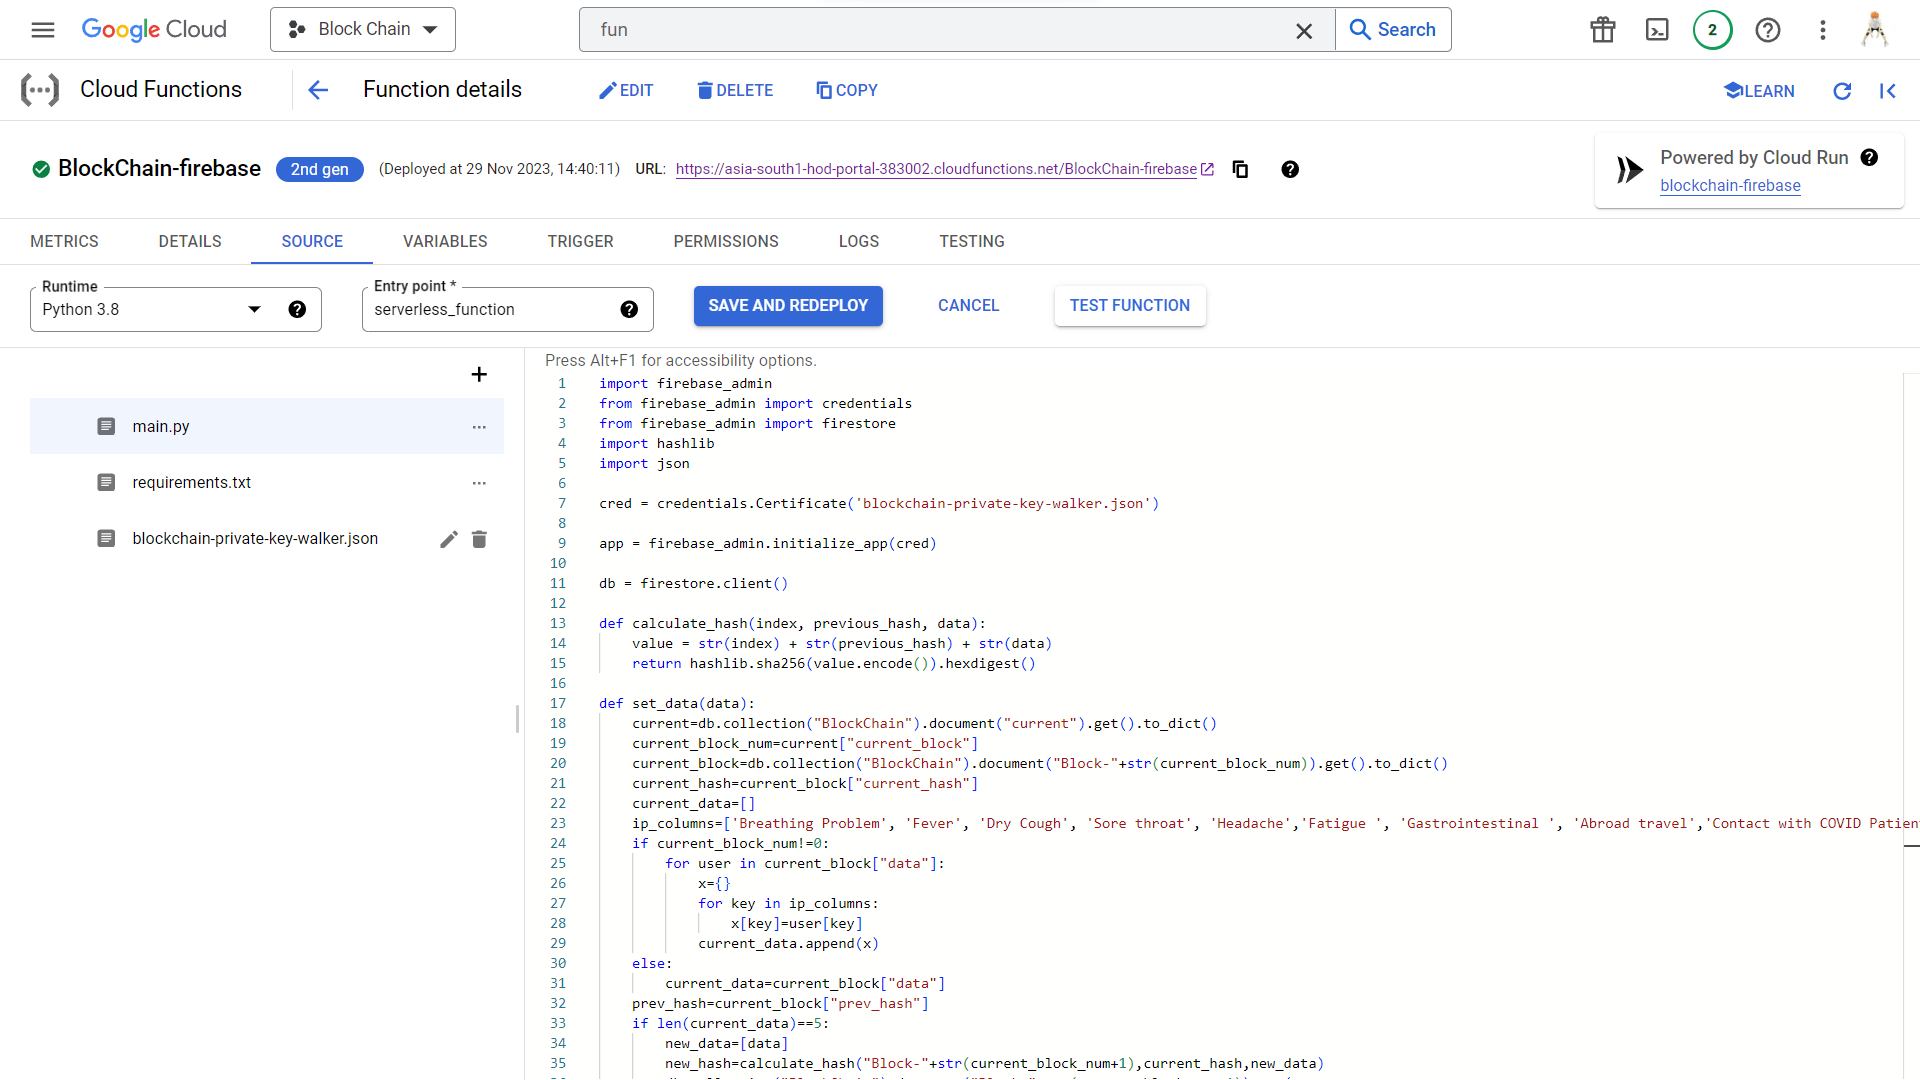 Google Cloud
Block Chain
fun
Search
2
Cloud Functions
Function details
EDIT
DELETE
COPY
LEARN
BlockChain-firebase
2nd gen
(Deployed at 29 Nov 2023, 14:40:11)
URL:
https://asia-south1-hod-portal-383002.cloudfunctions.net/BlockChain-firebase
Powered by Cloud Run
blockchain-firebase
METRICS
DETAILS
SOURCE
VARIABLES
TRIGGER
PERMISSIONS
LOGS
TESTING
Runtime
Python 3.8
Entry point *
serverless_function
SAVE AND REDEPLOY
CANCEL
TEST FUNCTION
main.py
requirements.txt
blockchain-private-key-walker.json
Press Alt+F1 for accessibility options.
1 import firebase_admin
2 from firebase_admin import credentials
3 from firebase_admin import firestore
4 import hashlib
5 import json
6
7 cred = credentials.Certificate('blockchain-private-key-walker.json')
8
9 app = firebase_admin.initialize_app(cred)
10
11 db = firestore.client()
12
13 def calculate_hash(index, previous_hash, data):
14     value = str(index) + str(previous_hash) + str(data)
15     return hashlib.sha256(value.encode()).hexdigest()
16
17 def set_data(data):
18     current=db.collection("BlockChain").document("current").get().to_dict()
19     current_block_num=current["current_block"]
20     current_block=db.collection("BlockChain").document("Block-"+str(current_block_num)).get().to_dict()
21     current_hash=current_block["current_hash"]
22     current_data=[]
23     ip_columns=['Breathing Problem', 'Fever', 'Dry Cough', 'Sore throat', 'Headache','Fatigue ', 'Gastrointestinal ', 'Abroad travel','Contact with COVID Patien
24     if current_block_num!=0:
25         for user in current_block["data"]:
26             x={}
27             for key in ip_columns:
28                 x[key]=user[key]
29             current_data.append(x)
30     else:
31         current_data=current_block["data"]
32     prev_hash=current_block["prev_hash"]
33     if len(current_data)==5:
34         new_data=[data]
35         new_hash=calculate_hash("Block-"+str(current_block_num+1),current_hash,new_data)